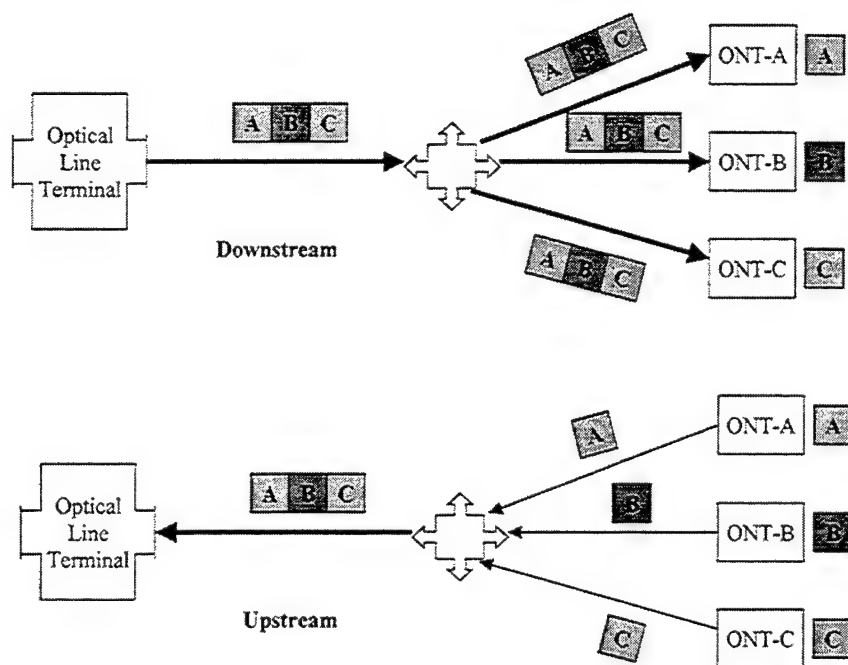 A B C
ONT-A A
A B C
A B C
Optical
Line
Terminal
ONT-B B
Downstream
A B C
ONT-C C
A
ONT-A A
A B C
B
Optical
Line
Terminal
ONT-B B
Upstream
C
ONT-C C